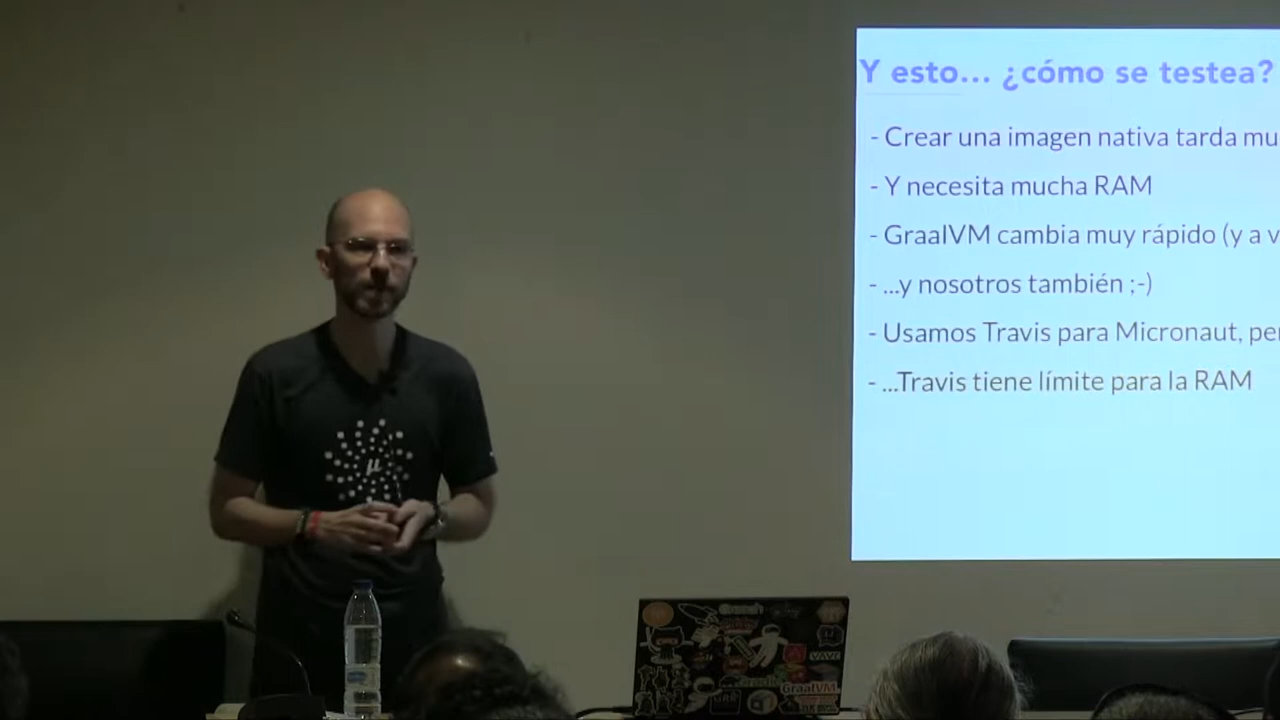 Y esto... ¿cómo se testea?
- Crear una imagen nativa tarda mu
- Y necesita mucha RAM
- GraalVM cambia muy rápido (y a v
- ...y nosotros también ;-)
- Usamos Travis para Micronaut, per
- ...Travis tiene límite para la RAM
µ
GraalVM